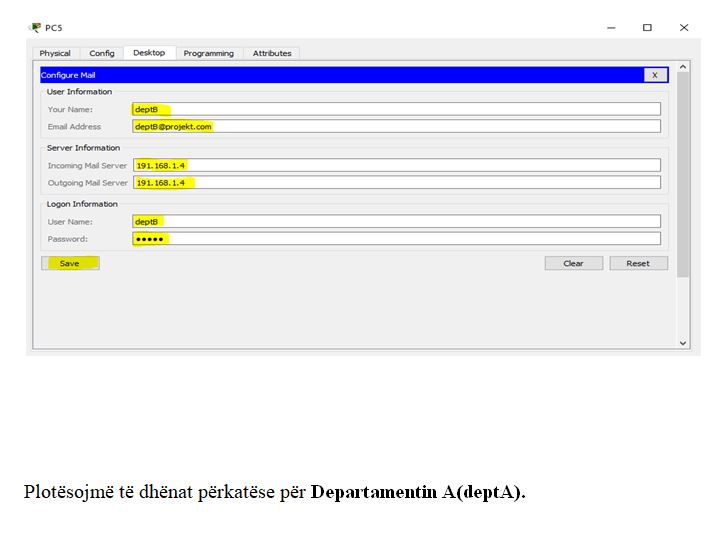 PC5
Physical Config Desktop Programming Attributes
Configure Mail X
User Information
Your Name: deptB
Email Address deptB@projekt.com
Server Information
Incoming Mail Server 191.168.1.4
Outgoing Mail Server 191.168.1.4
Logon Information
User Name: deptB
Password: •••••
Save Clear Reset
Plotësojmë të dhënat përkatëse për Departamentin A(deptA).